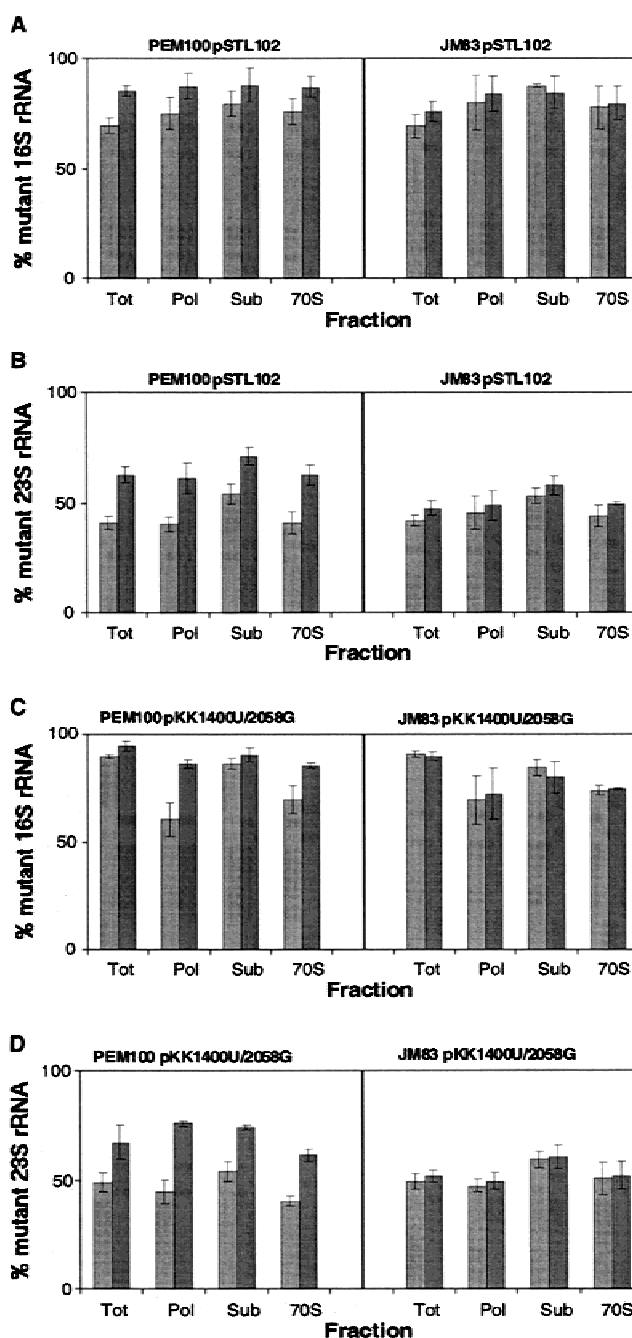 A
PEM100pSTL102 JM83pSTL102
% mutant 16S rRNA
100
50
0
Tot Pol Sub 70S Tot Pol Sub 70S
Fraction
B
PEM100pSTL102 JM83pSTL102
% mutant 23S rRNA
100
50
0
Tot Pol Sub 70S Tot Pol Sub 70S
Fraction
C
PEM100pKK1400U/2058G JM83pKK1400U/2058G
% mutant 16S rRNA
100
50
0
Tot Pol Sub 70S Tot Pol Sub 70S
Fraction
D
PEM100 pKK1400U/2058G JM83 pKK1400U/2058G
% mutant 23S rRNA
100
50
0
Tot Pol Sub 70S Tot Pol Sub 70S
Fraction